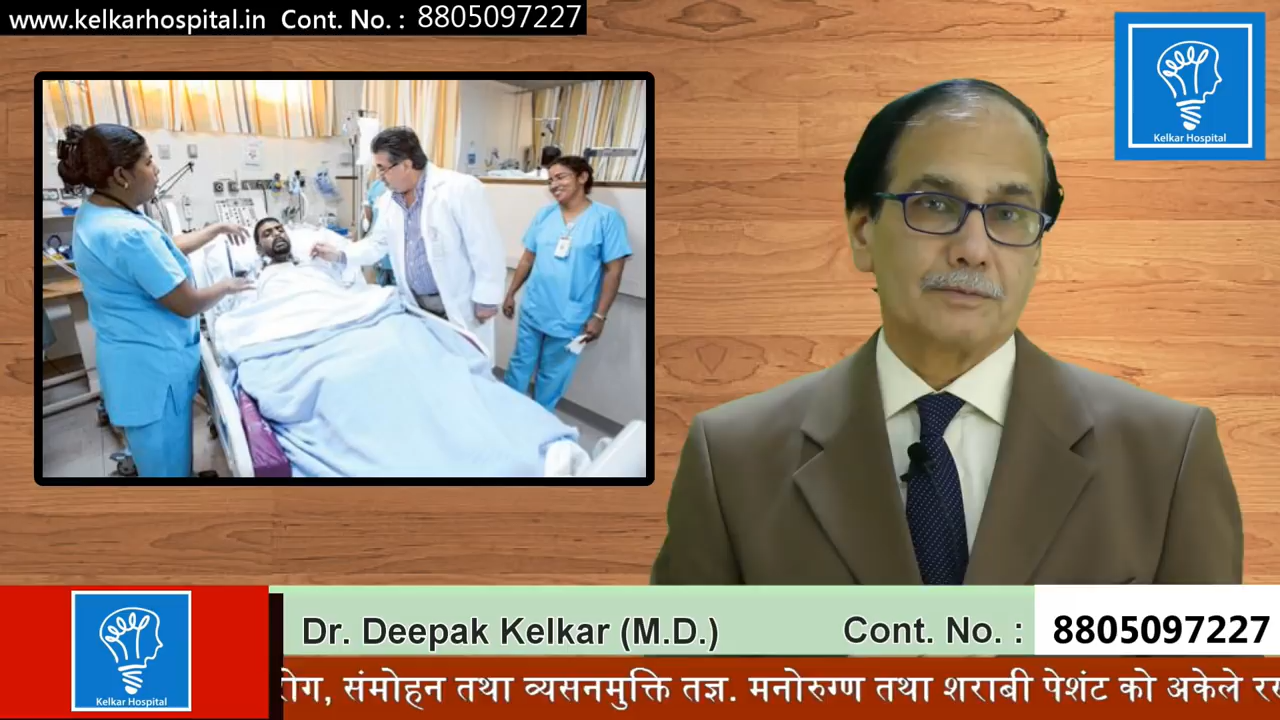 www.kelkarhospital.in Cont. No. : 8805097227
Kelkar Hospital
Dr. Deepak Kelkar (M.D.) Cont. No. : 8805097227
Kelkar Hospital
संमोहन तथा व्यसनमुक्ति तज्ञ. मनोरुग्ण तथा शराबी पेशंट को अकेले